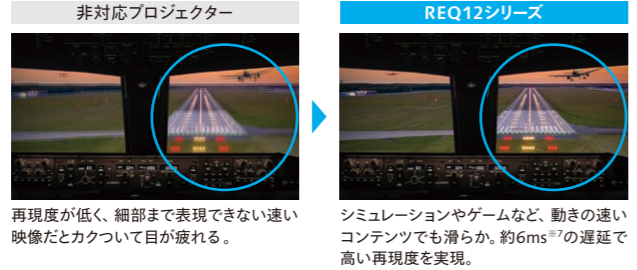 非対応プロジェクター
再現度が低く、細部まで表現できない速い
映像だとカクついて目が疲れる。
REQ12シリーズ
シミュレーションやゲームなど、動きの速い
コンテンツでも滑らか。約6ms※7の遅延で
高い再現度を実現。